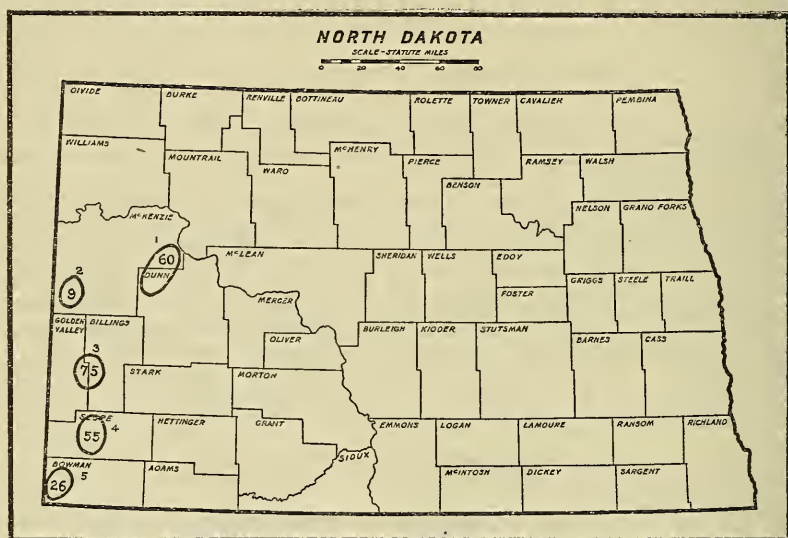 NORTH DAKOTA
SCALE-STATUTE MILES
0 20 40 60 80
DIVIDE BURKE RENVILLE BOTTINEAU ROLETTE TOWNER CAVALIER PEMBINA
WILLIAMS MOUNTRAIL WARD McHENRY PIERCE RAMSEY WALSH
BENSON
McKENZIE NELSON GRAND FORKS
1
60 McLEAN SHERIDAN WELLS EDDY
2 DUNN
9 MERCER FOSTER GRIGGS STEELE TRAILL
GOLDEN VALLEY BILLINGS
OLIVER BURLEIGH KIDDER STUTSMAN BARNES CASS
3
75 STARK MORTON
SLOPE 4 HETTINGER GRANT EMMONS LOGAN LAMOURE RANSOM RICHLAND
55
SIOUX
BOWMAN 5 ADAMS McINTOSH DICKEY SARGENT
26